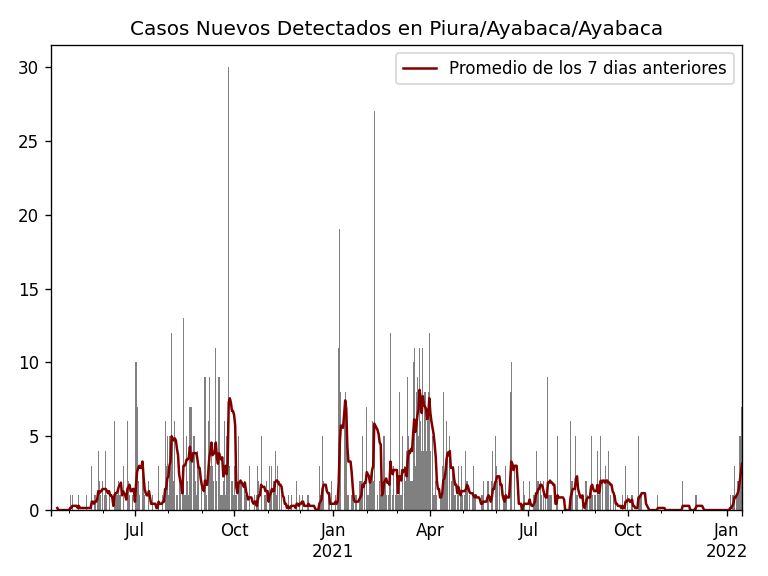 Casos Nuevos Detectados en Piura/Ayabaca/Ayabaca
Promedio de los 7 dias anteriores
30
25
20
15
10
5
0
Jul Oct Jan Apr Jul Oct Jan
2021 2022